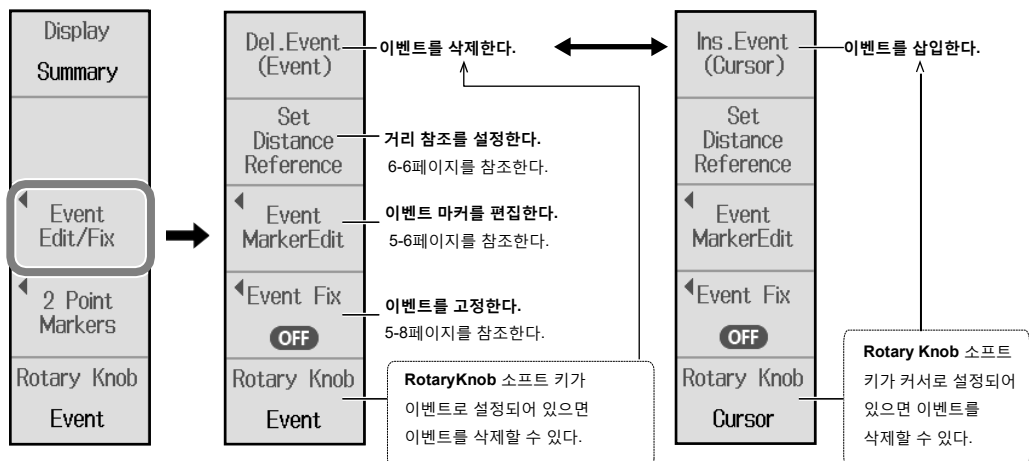 Display
Summary
Event
Edit/Fix
2 Point
Markers
Rotary Knob
Event
Del.Event
(Event)
이벤트를 삭제한다.
Set
Distance
Reference
거리 참조를 설정한다.
6-6페이지를 참조한다.
Event
MarkerEdit
이벤트 마커를 편집한다.
5-6페이지를 참조한다.
Event Fix
OFF
이벤트를 고정한다.
5-8페이지를 참조한다.
Rotary Knob
Event
RotaryKnob 소프트 키가
이벤트로 설정되어 있으면
이벤트를 삭제할 수 있다.
Ins.Event
(Cursor)
이벤트를 삽입한다.
Set
Distance
Reference
Event
MarkerEdit
Event Fix
OFF
Rotary Knob
Cursor
Rotary Knob 소프트
키가 커서로 설정되어
있으면 이벤트를
삭제할 수 있다.